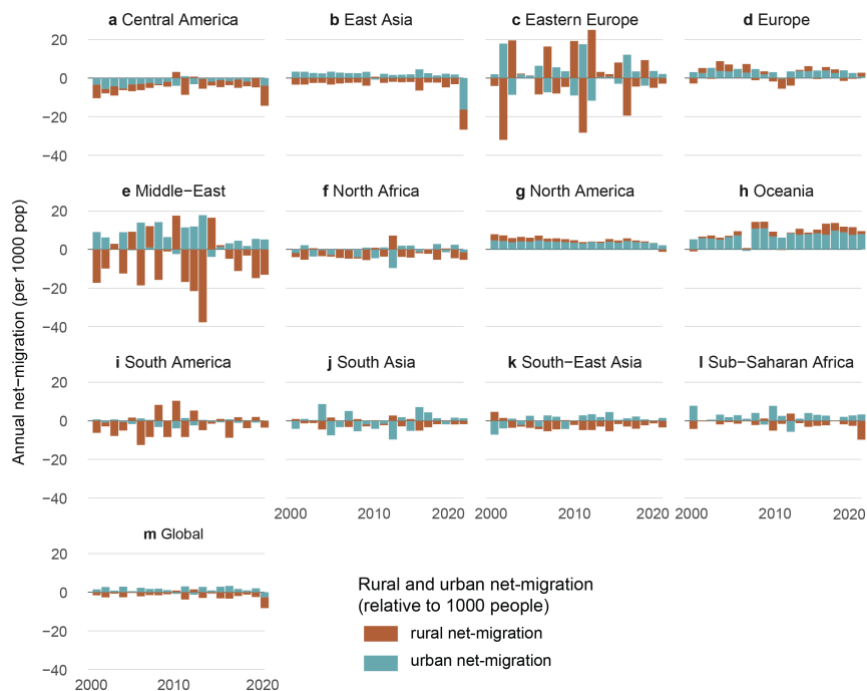 a Central America
b East Asia
c Eastern Europe
d Europe
20
0
−20
−40
e Middle−East
f North Africa
g North America
h Oceania
20
0
−20
−40
i South America
j South Asia
k South−East Asia
l Sub−Saharan Africa
20
0
−20
−40
2000 2010 2020
2000 2010 2020
2000 2010 2020
m Global
20
0
−20
−40
2000 2010 2020
Annual net−migration (per 1000 pop)
Rural and urban net-migration
(relative to 1000 people)
rural net-migration
urban net-migration